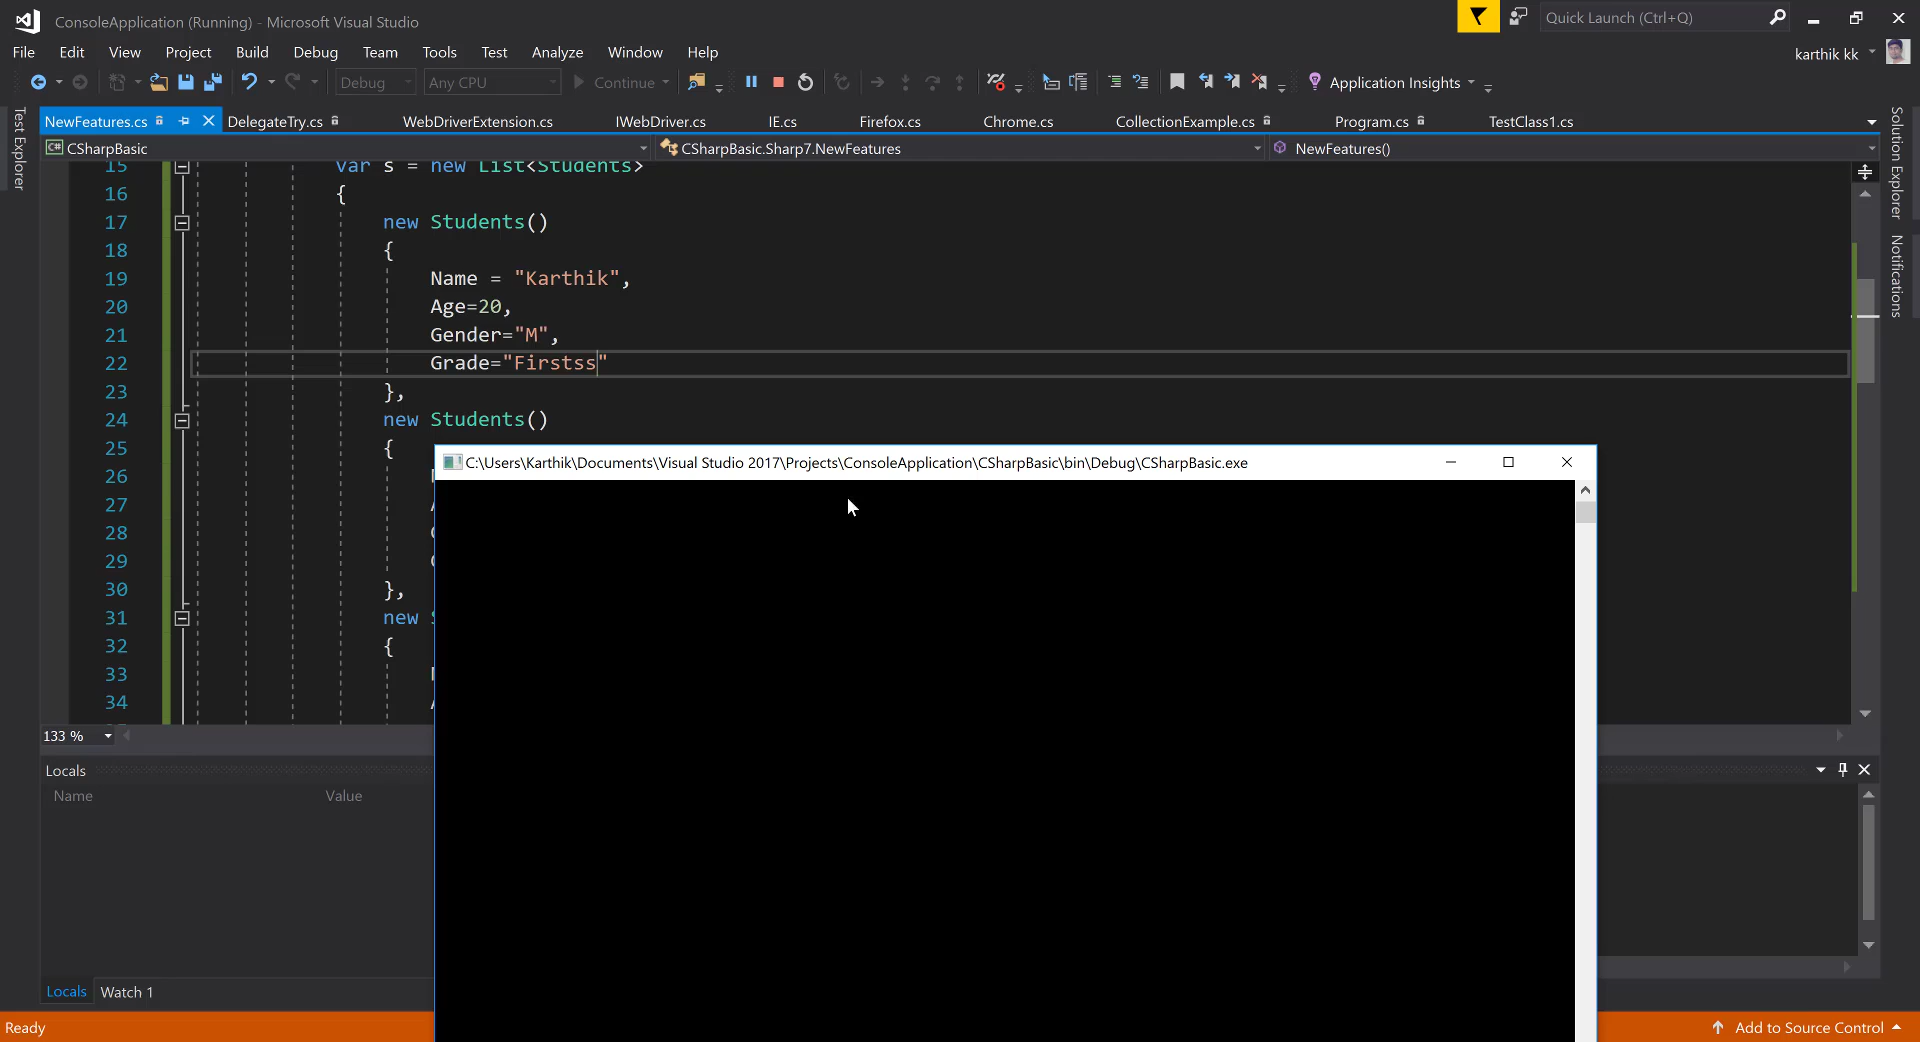 ConsoleApplication (Running) - Microsoft Visual Studio
Quick Launch (Ctrl+Q)
File Edit View Project Build Debug Team Tools Test Analyze Window Help
karthik kk
Debug Any CPU Continue Application Insights
NewFeatures.cs DelegateTry.cs WebDriverExtension.cs IWebDriver.cs IE.cs Firefox.cs Chrome.cs CollectionExample.cs Program.cs TestClass1.cs
C# CSharpBasic CSharpBasic.Sharp7.NewFeatures NewFeatures()
Test Explorer
Solution Explorer
Notifications
15 var s = new List<Students>
16 {
17 new Students()
18 {
19 Name = "Karthik",
20 Age=20,
21 Gender="M",
22 Grade="Firstss"
23 },
24 new Students()
25 {
26
27
28
29
30 },
31 new
32 {
33
34
C:\Users\Karthik\Documents\Visual Studio 2017\Projects\ConsoleApplication\CSharpBasic\bin\Debug\CSharpBasic.exe
133 %
Locals
Name Value
Locals Watch 1
Ready
Add to Source Control